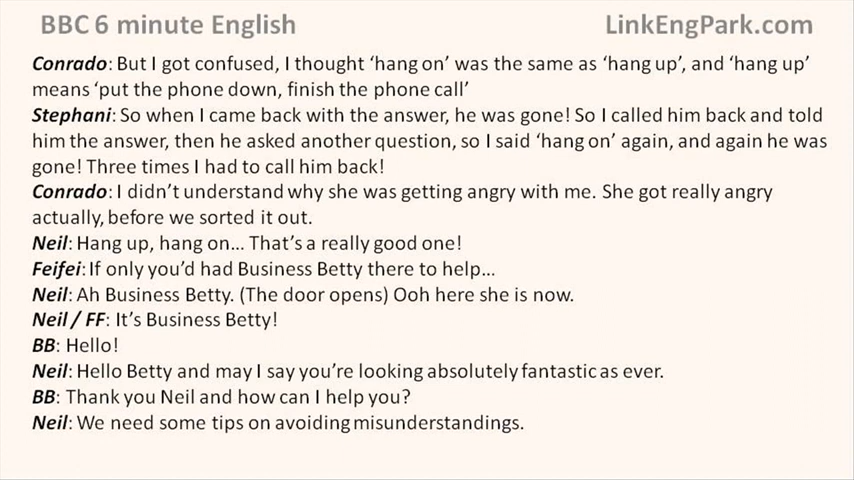 BBC 6 minute English
LinkEngPark.com
Conrado: But I got confused, I thought ‘hang on’ was the same as ‘hang up’, and ‘hang up’
means ‘put the phone down, finish the phone call’
Stephani: So when I came back with the answer, he was gone! So I called him back and told
him the answer, then he asked another question, so I said ‘hang on’ again, and again he was
gone! Three times I had to call him back!
Conrado: I didn’t understand why she was getting angry with me. She got really angry
actually, before we sorted it out.
Neil: Hang up, hang on... That’s a really good one!
Feifei: If only you’d had Business Betty there to help...
Neil: Ah Business Betty. (The door opens) Ooh here she is now.
Neil / FF: It’s Business Betty!
BB: Hello!
Neil: Hello Betty and may I say you’re looking absolutely fantastic as ever.
BB: Thank you Neil and how can I help you?
Neil: We need some tips on avoiding misunderstandings.